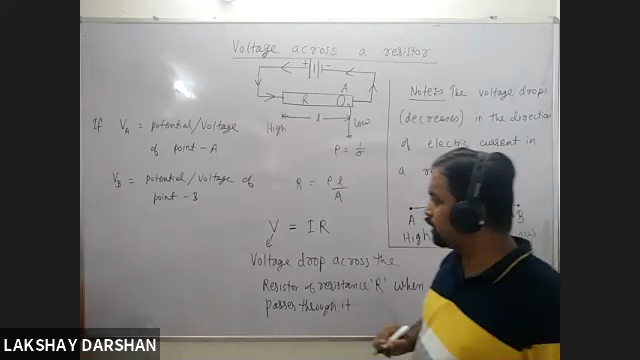 Voltage across a resistor
+ -
A
R
High
l
Low
ρ = 1/σ
R = ρl/A
V = IR
Voltage drop across the
Resistor of resistance 'R' when
passes through it
If VA = potential/Voltage
of point - A
VB = potential/Voltage of
point - B
Note:- The voltage drops
(decreases) in the direction
of electric current in
a
A B
High
LAKSHAY DARSHAN